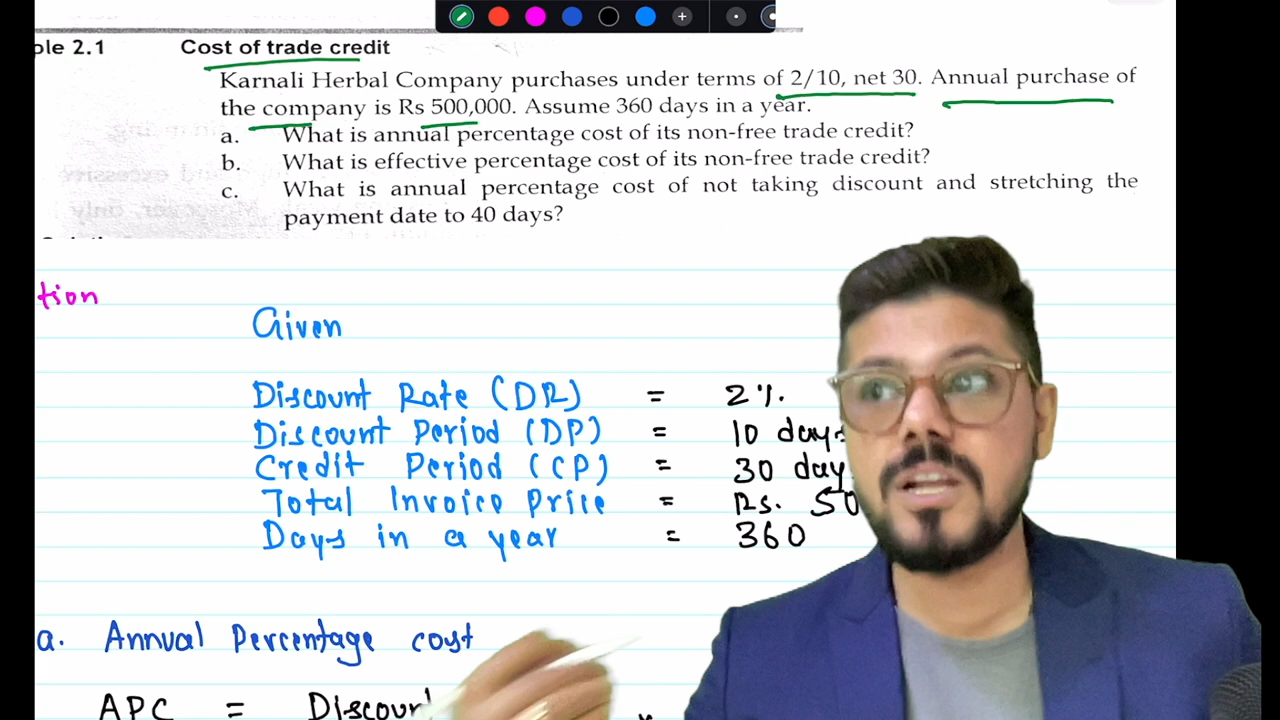 ple 2.1 Cost of trade credit
Karnali Herbal Company purchases under terms of 2/10, net 30. Annual purchase of
the company is Rs 500,000. Assume 360 days in a year.
a. What is annual percentage cost of its non-free trade credit?
b. What is effective percentage cost of its non-free trade credit?
c. What is annual percentage cost of not taking discount and stretching the
payment date to 40 days?
tion
Given
Discount Rate (DR) = 2%.
Discount Period (DP) = 10 days
Credit Period (CP) = 30 day
Total Invoice Price = Rs. 50
Days in a year = 360
a. Annual Percentage cost
APC = Discount